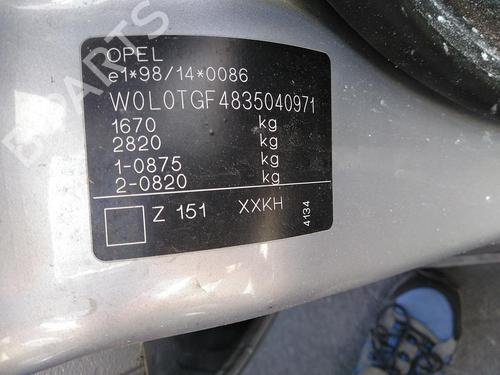 OPEL
e1*98/14*0086
W0L0TGF4835040971
1670 kg
2820 kg
1-0875 kg
2-0820 kg
Z 151 XXKH 4134
B-PARTS